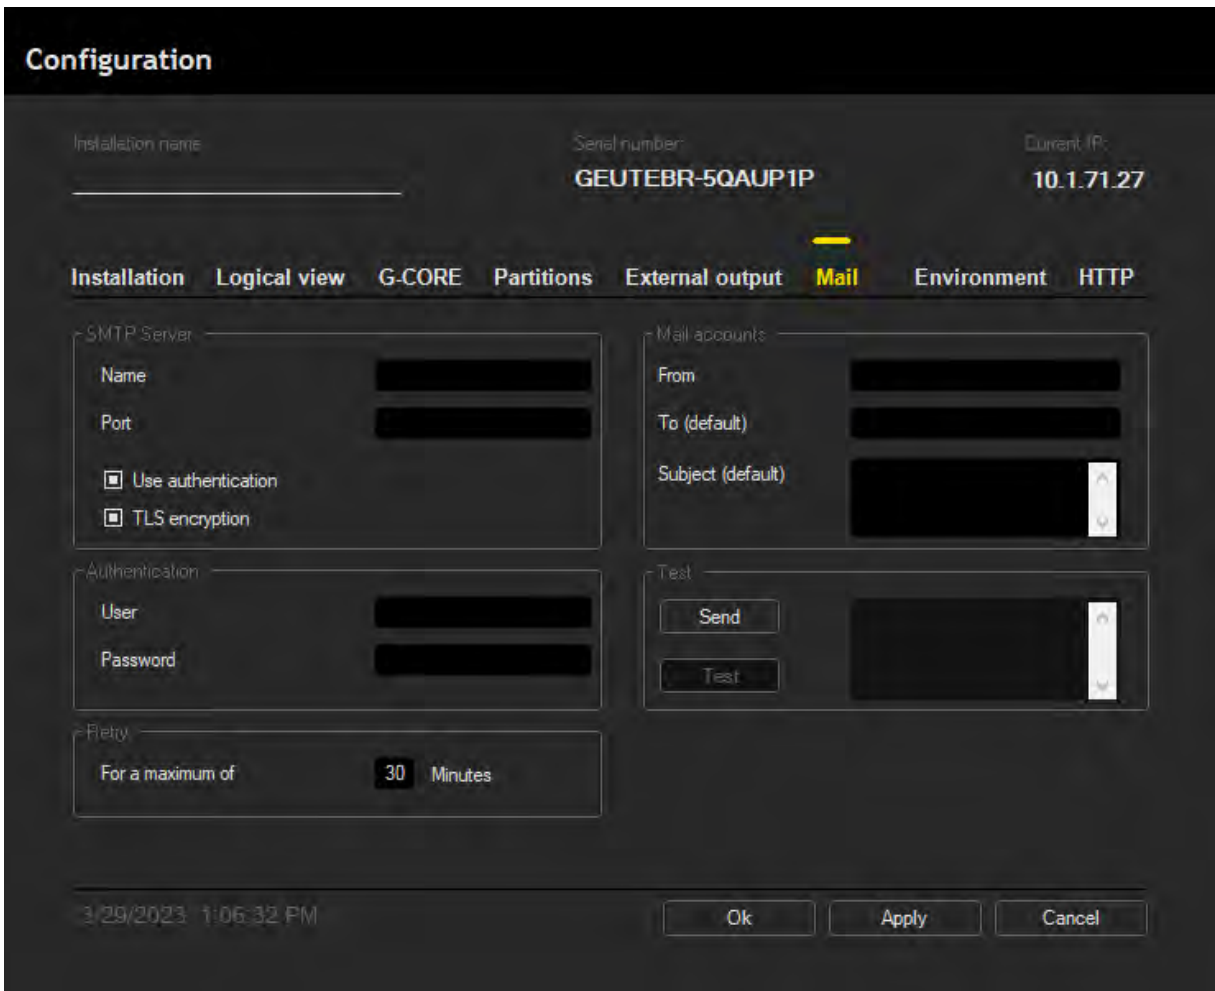 Configuration
Installation name
Serial number:
Current IP:
GEUTEBR-5QAUP1P
10.1.71.27
Installation Logical view G-CORE Partitions External output Mail Environment HTTP
SMTP Server
Mail accounts
Name
From
Port
To (default)
Use authentication
Subject (default)
TLS encryption
Authentication
Test
User
Send
Password
Test
Retry
For a maximum of 30 Minutes
3/29/2023 1:06:32 PM
Ok Apply Cancel